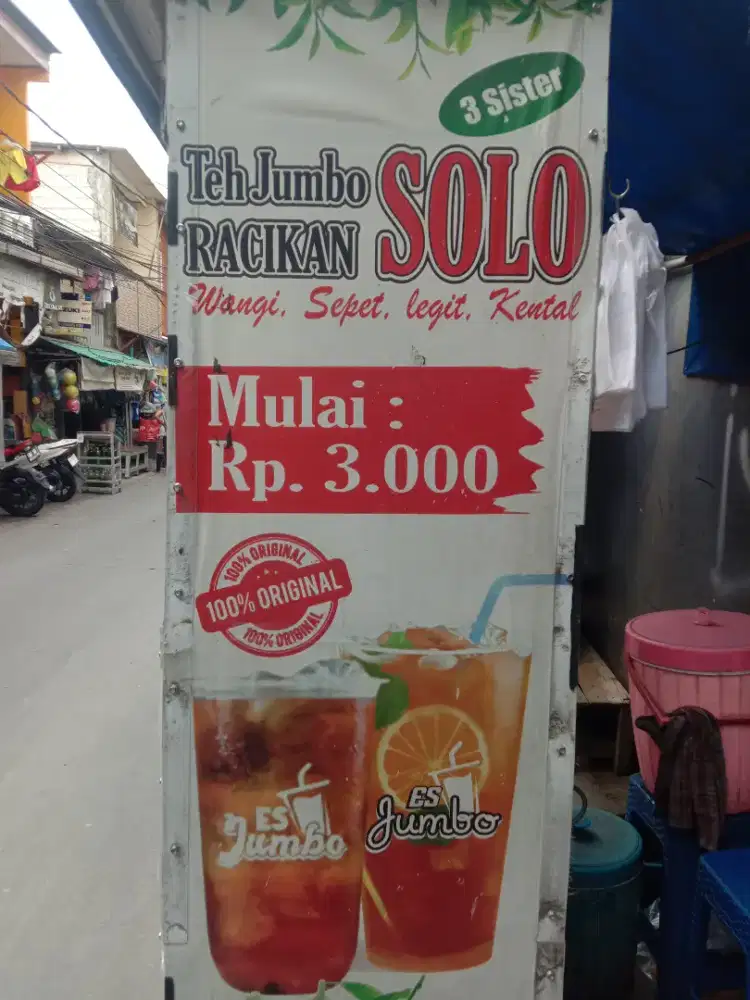 3 Sister
Teh Jumbo
RACIKAN
SOLO
Wangi, Sepet, legit, Kental
Mulai :
Rp. 3.000
100% ORIGINAL
100% ORIGINAL
100% ORIGINAL
ES
Jumbo
ES
Jumbo